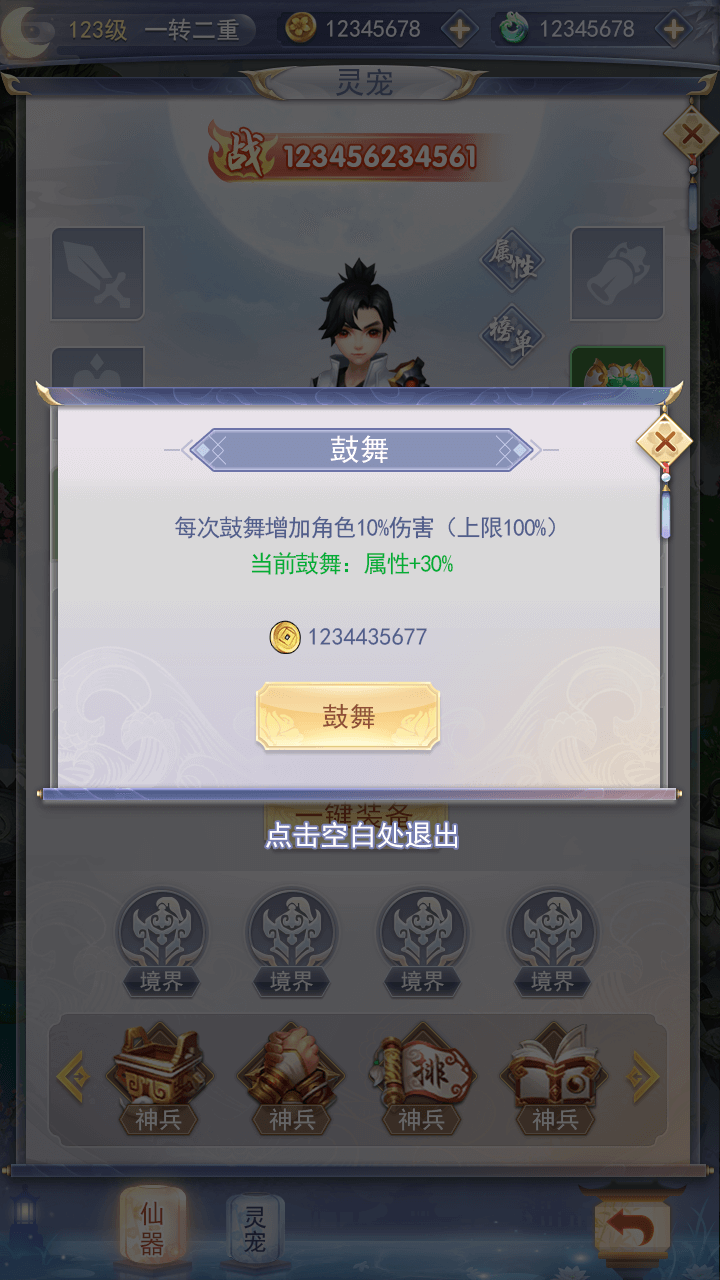 123级 一转二重 12345678 12345678
灵宠
战 123456234561
属性
榜单
鼓舞
每次鼓舞增加角色10%伤害（上限100%）
当前鼓舞：属性+30%
1234435677
鼓舞
一键装备
点击空白处退出
境界 境界 境界 境界
排
神兵 神兵 神兵 神兵
仙器 灵宠